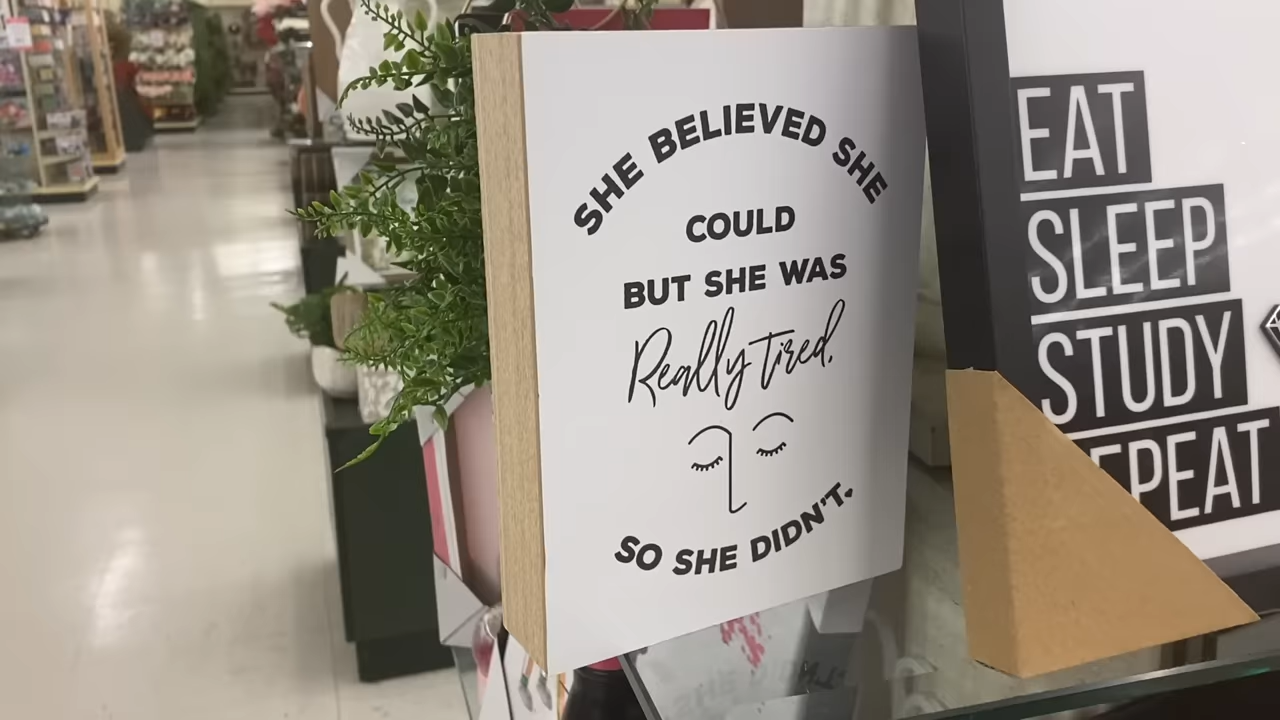 SHE BELIEVED SHE
COULD
BUT SHE WAS
Really tired.
SO SHE DIDN'T.
EAT
SLEEP
STUDY
EPEAT